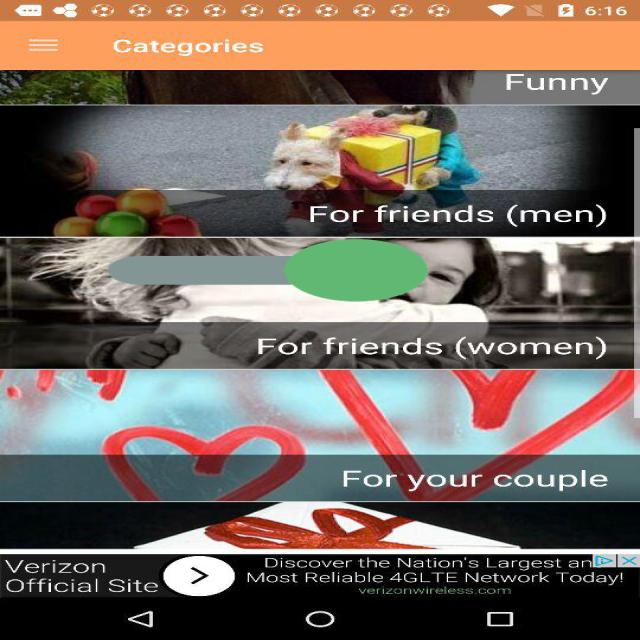 6:16
Categories
Funny
For friends (men)
For friends (women)
For your couple
Verizon
Official Site
Discover the Nation's Largest an
Most Reliable 4GLTE Network Today!
verizonwireless.com